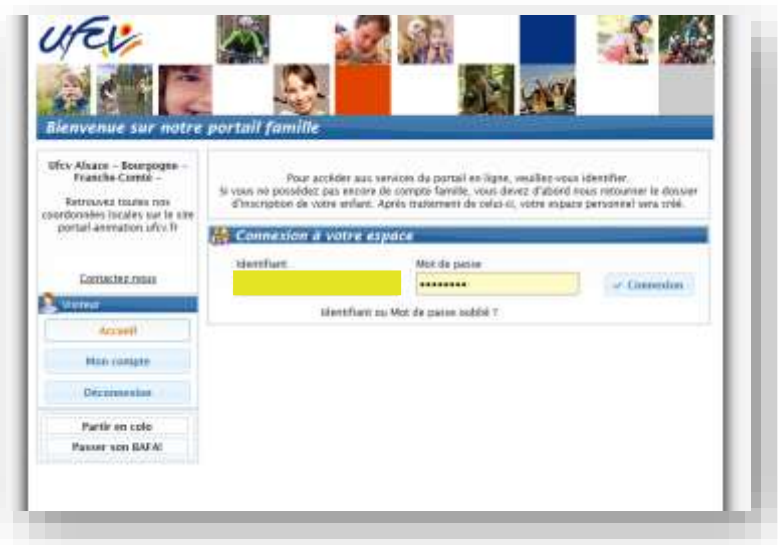 ufcv
Bienvenue sur notre portail famille
Ufcv Alsace – Bourgogne –
Franche-Comté –
Retrouvez toutes nos
coordonnées locales sur le site
portail-animation.ufcv.fr
Contactez nous
Visiteur
Accueil
Mon compte
Déconnexion
Partir en colo
Passer son BAFA!
Pour accéder aux services du portail en ligne, veuillez-vous identifier.
Si vous ne possédez pas encore de compte famille, vous devez d'abord nous retourner le dossier
d'inscription de votre enfant. Après traitement de celui-ci, votre espace personnel sera créé.
Connexion à votre espace
Identifiant
Mot de passe
••••••••
Connexion
Identifiant ou Mot de passe oublié ?